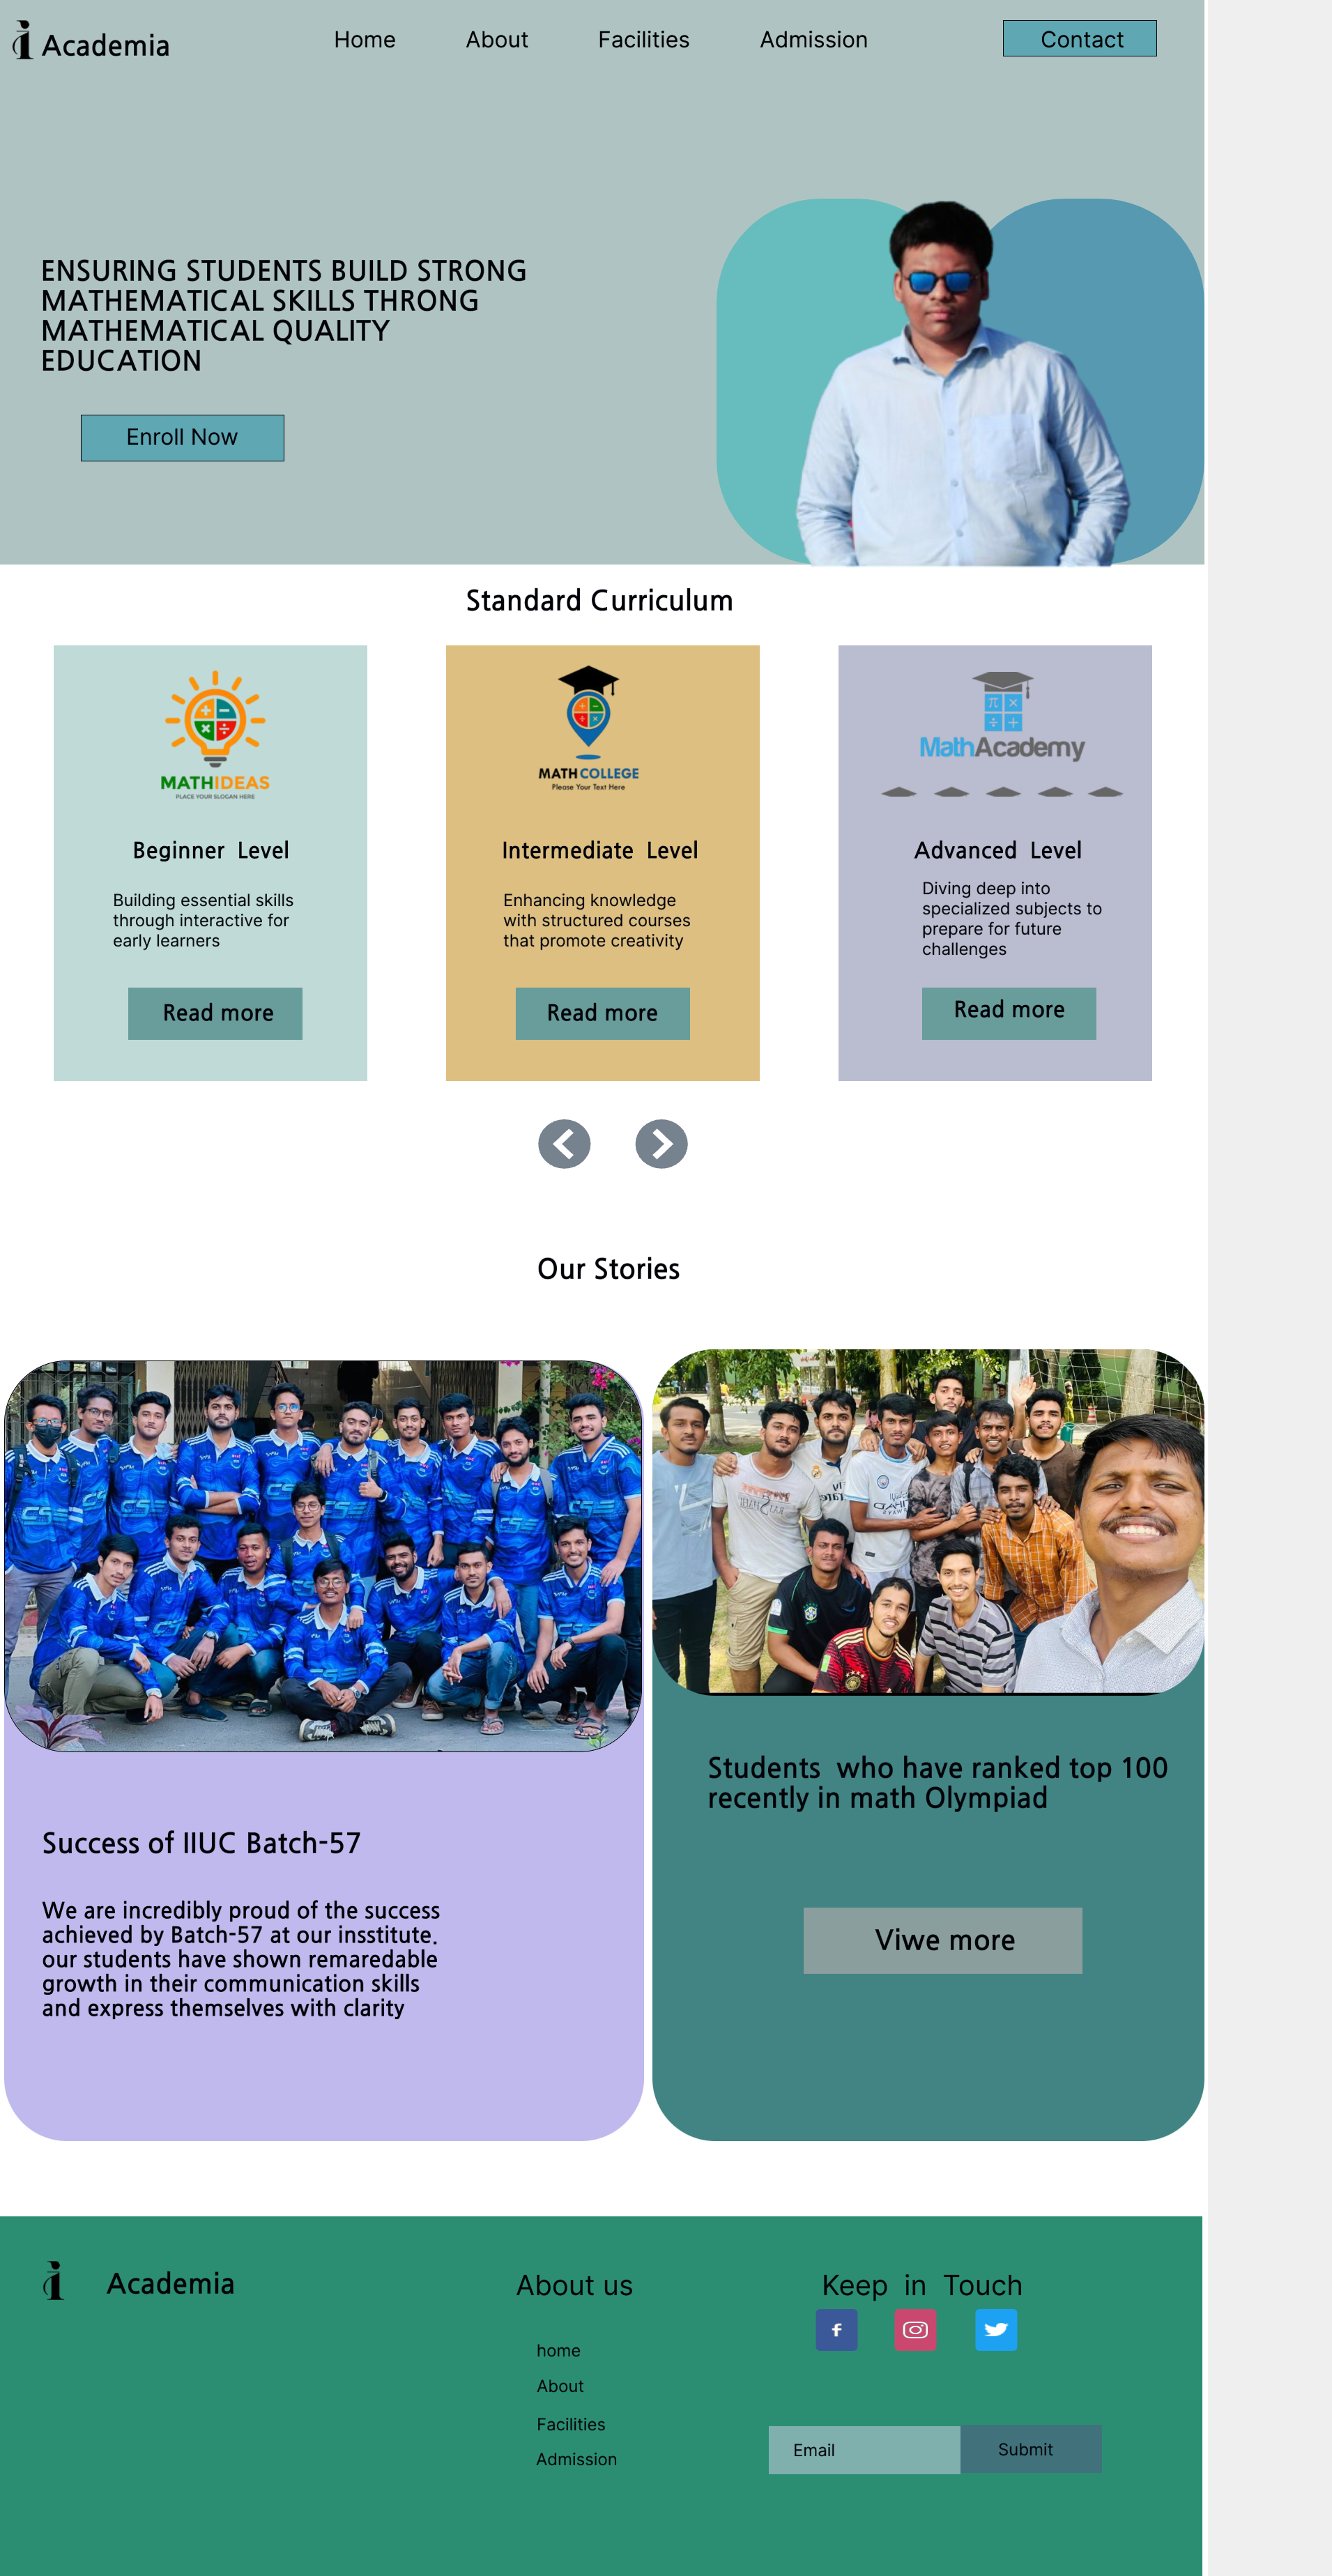 Academia
Home
About
Facilities
Admission
Contact
ENSURING STUDENTS BUILD STRONG
MATHEMATICAL SKILLS THRONG
MATHEMATICAL QUALITY
EDUCATION
Enroll Now
Standard Curriculum
MATHIDEAS
PLACE YOUR SLOGAN HERE
Beginner Level
Building essential skills
through interactive for
early learners
Read more
MATH COLLEGE
Please Your Text Here
Intermediate Level
Enhancing knowledge
with structured courses
that promote creativity
Read more
MathAcademy
Advanced Level
Diving deep into
specialized subjects to
prepare for future
challenges
Read more
Our Stories
CSE
CSE
CSE
CSE
Success of IIUC Batch-57
We are incredibly proud of the success
achieved by Batch-57 at our insstitute.
our students have shown remaredable
growth in their communication skills
and express themselves with clarity
Students who have ranked top 100
recently in math Olympiad
Viwe more
Academia
About us
home
About
Facilities
Admission
Keep in Touch
Email
Submit